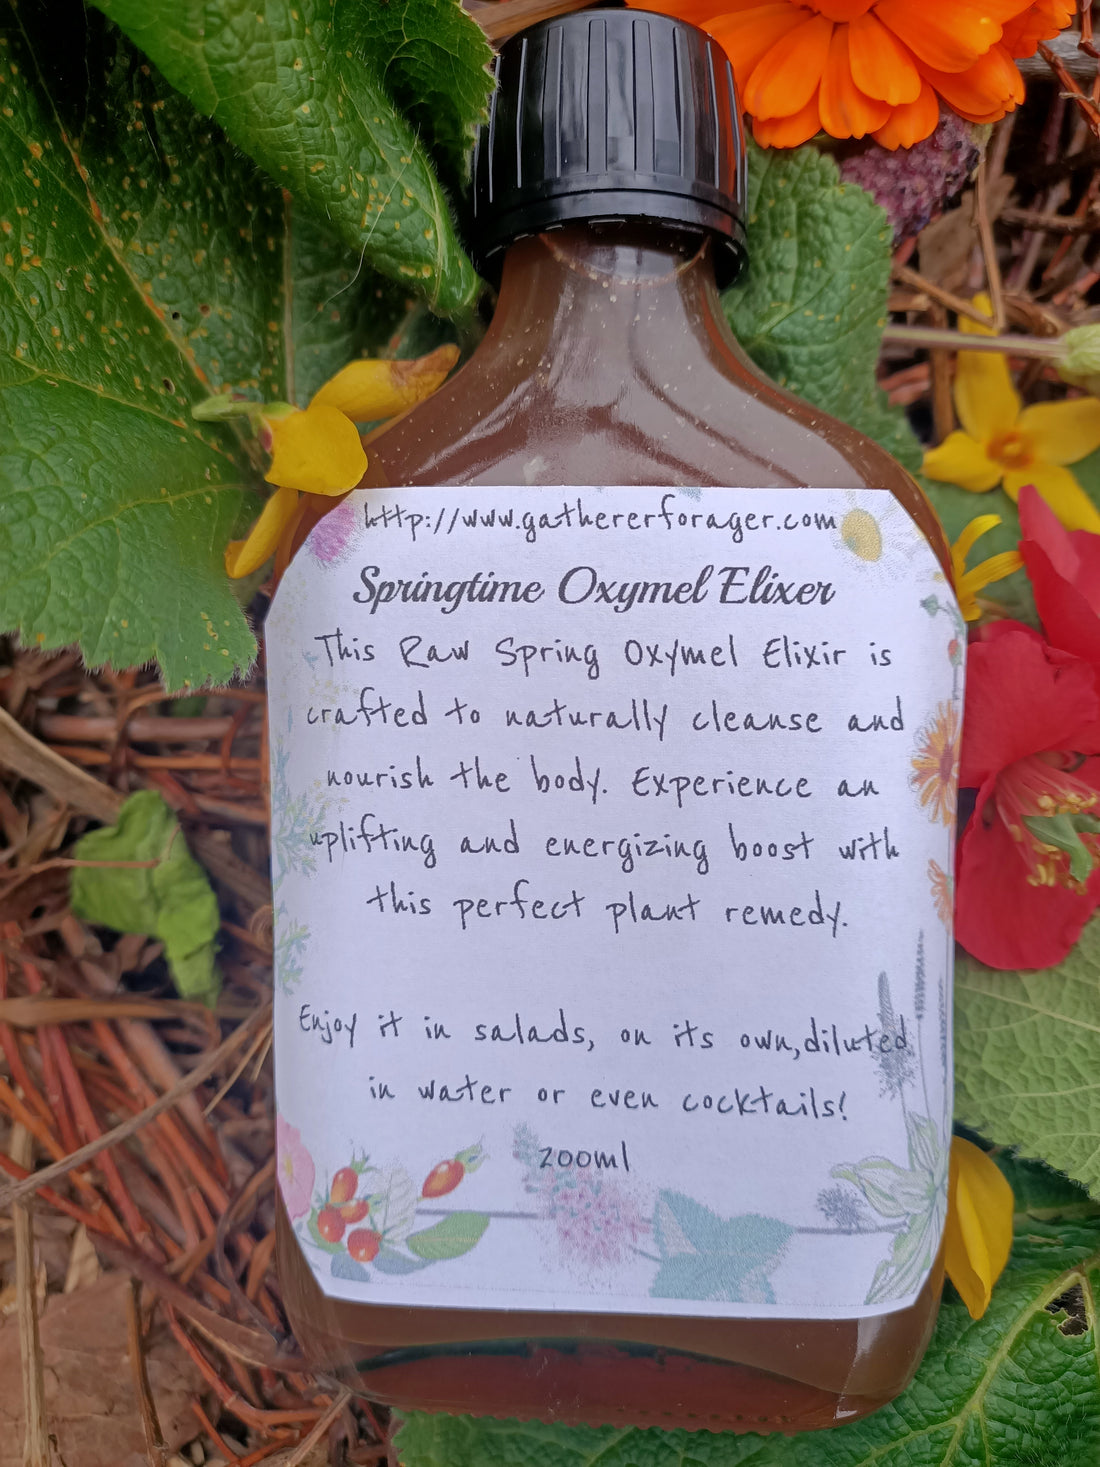 http://www.gathererforager.com
Springtime Oxymel Elixer
This Raw Spring Oxymel Elixir is
crafted to naturally cleanse and
nourish the body. Experience an
uplifting and energizing boost with
this perfect plant remedy.
Enjoy it in salads, on its own,diluted
in water or even cocktails!
200ml